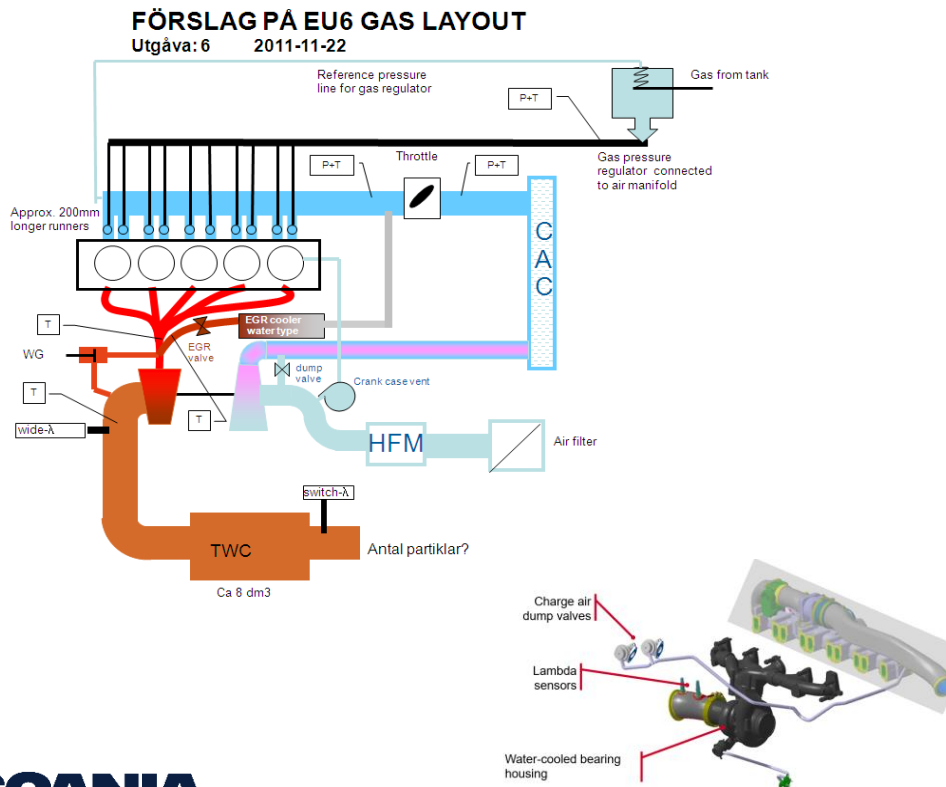 FÖRSLAG PÅ EU6 GAS LAYOUT
Utgåva: 6 2011-11-22
Reference pressure
line for gas regulator
Gas from tank
P+T
P+T
Throttle
P+T
Gas pressure
regulator connected
to air manifold
Approx. 200mm
longer runners
CAC
T
EGR cooler
water type
EGR
valve
WG
dump
valve
Crank case vent
T
T
wide-λ
HFM
Air filter
switch-λ
TWC
Antal partiklar?
Ca 8 dm3
Charge air
dump valves
Lambda
sensors
Water-cooled bearing
housing
SCANIA